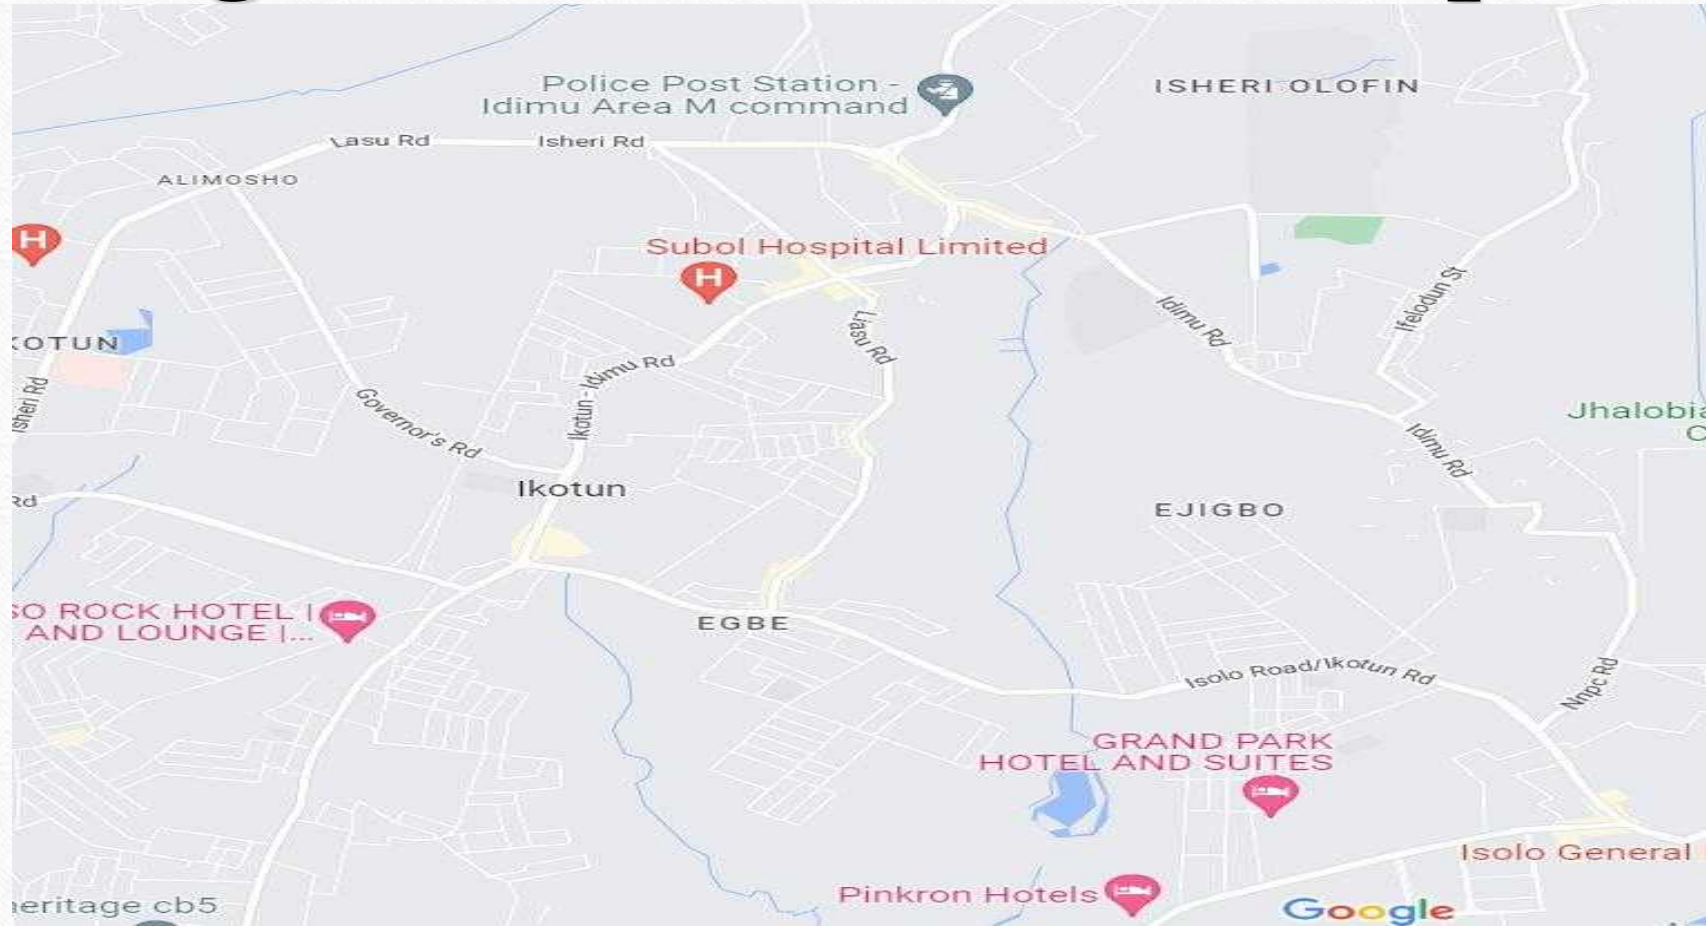 Police Post Station -
Idimu Area M command
ISHERI OLOFIN
Lasu Rd
Isheri Rd
ALIMOSHO
H
Subol Hospital Limited
H
Idimu Rd
Ifelodun St
Liasu Rd
KOTUN
Ikotun - Idimu Rd
Isheri Rd
Governor's Rd
Jhalobia
C
Idimu Rd
Ikotun
Rd
EJIGBO
SO ROCK HOTEL |
AND LOUNGE |...
EGBE
Isolo Road/Ikotun Rd
Nnpc Rd
GRAND PARK
HOTEL AND SUITES
Isolo General
Pinkron Hotels
heritage cb5
Google